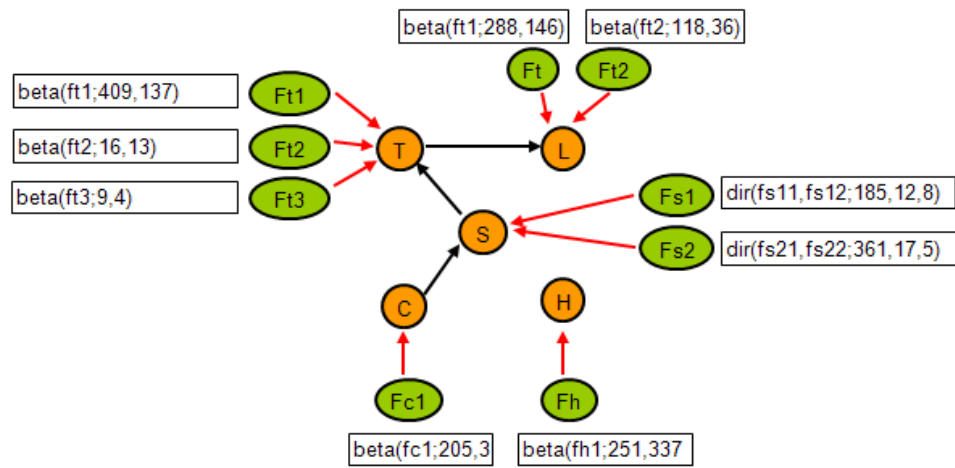 beta(ft1;288,146)
beta(ft2;118,36)
Ft
Ft2
beta(ft1;409,137)
Ft1
beta(ft2;16,13)
Ft2
T
L
beta(ft3;9,4)
Ft3
Fs1
dir(fs11,fs12;185,12,8)
S
Fs2
dir(fs21,fs22;361,17,5)
C
H
Fc1
Fh
beta(fc1;205,3
beta(fh1;251,337